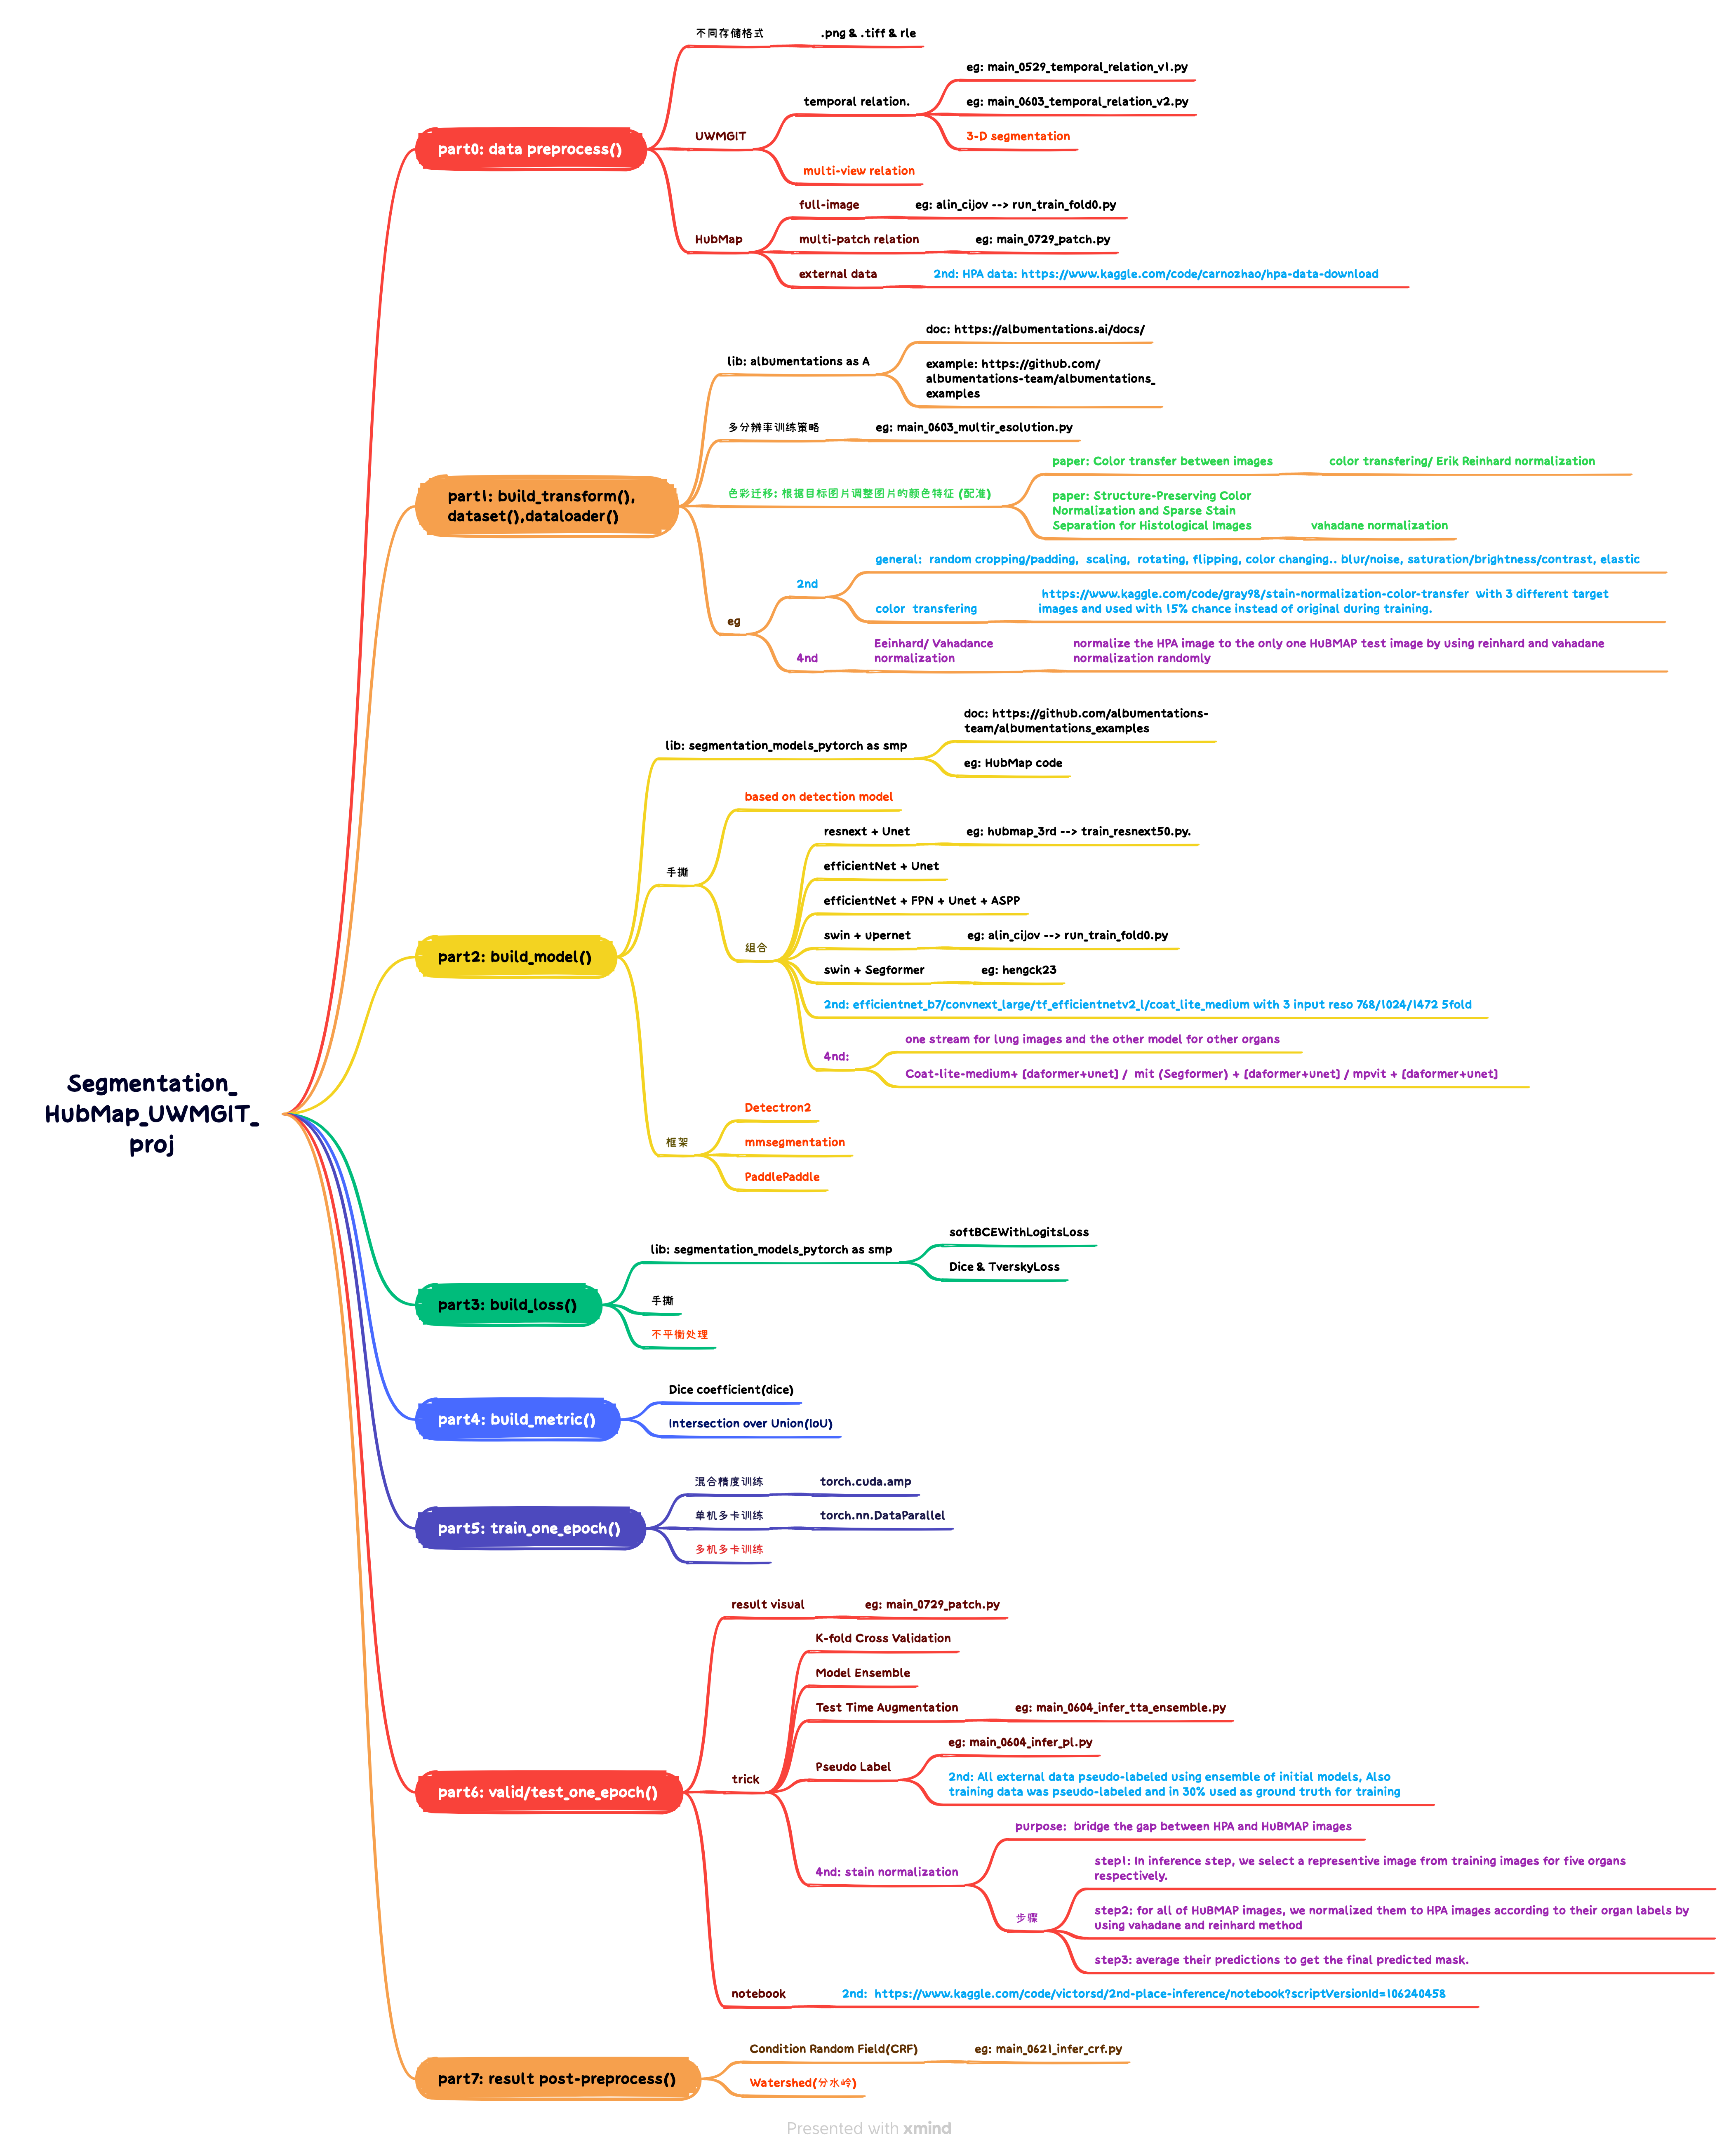 Segmentation_
HubMap_UWMGIT_
proj
part0: data preprocess()
不同存储格式
.png & .tiff & rle
UWMGIT
temporal relation.
eg: main_0529_temporal_relation_v1.py
eg: main_0603_temporal_relation_v2.py
3-D segmentation
multi-view relation
HubMap
full-image
eg: alin_cijov --> run_train_fold0.py
multi-patch relation
eg: main_0729_patch.py
external data
2nd: HPA data: https://www.kaggle.com/code/carnozhao/hpa-data-download
part1: build_transform(),
dataset(),dataloader()
lib: albumentations as A
doc: https://albumentations.ai/docs/
example: https://github.com/
albumentations-team/albumentations_
examples
多分辨率训练策略
eg: main_0603_multir_esolution.py
色彩迁移: 根据目标图片调整图片的颜色特征 (配准)
paper: Color transfer between images
color transfering/ Erik Reinhard normalization
paper: Structure-Preserving Color
Normalization and Sparse Stain
Separation for Histological Images
vahadane normalization
eg
2nd
general:  random cropping/padding,  scaling,  rotating, flipping, color changing.. blur/noise, saturation/brightness/contrast, elastic
color  transfering
https://www.kaggle.com/code/gray98/stain-normalization-color-transfer  with 3 different target
images and used with 15% chance instead of original during training.
4nd
Eeinhard/ Vahadance
normalization
normalize the HPA image to the only one HuBMAP test image by using reinhard and vahadane
normalization randomly
part2: build_model()
lib: segmentation_models_pytorch as smp
doc: https://github.com/albumentations-
team/albumentations_examples
eg: HubMap code
手撕
based on detection model
组合
resnext + Unet
eg: hubmap_3rd --> train_resnext50.py.
efficientNet + Unet
efficientNet + FPN + Unet + ASPP
swin + upernet
eg: alin_cijov --> run_train_fold0.py
swin + Segformer
eg: hengck23
2nd: efficientnet_b7/convnext_large/tf_efficientnetv2_l/coat_lite_medium with 3 input reso 768/1024/1472 5fold
4nd:
one stream for lung images and the other model for other organs
Coat-lite-medium+ [daformer+unet] /  mit (Segformer) + [daformer+unet] / mpvit + [daformer+unet]
框架
Detectron2
mmsegmentation
PaddlePaddle
part3: build_loss()
lib: segmentation_models_pytorch as smp
softBCEWithLogitsLoss
Dice & TverskyLoss
手撕
不平衡处理
part4: build_metric()
Dice coefficient(dice)
Intersection over Union(IoU)
part5: train_one_epoch()
混合精度训练
torch.cuda.amp
单机多卡训练
torch.nn.DataParallel
多机多卡训练
part6: valid/test_one_epoch()
result visual
eg: main_0729_patch.py
trick
K-fold Cross Validation
Model Ensemble
Test Time Augmentation
eg: main_0604_infer_tta_ensemble.py
Pseudo Label
eg: main_0604_infer_pl.py
2nd: All external data pseudo-labeled using ensemble of initial models, Also
training data was pseudo-labeled and in 30% used as ground truth for training
4nd: stain normalization
purpose:  bridge the gap between HPA and HuBMAP images
步骤
step1: In inference step, we select a representive image from training images for five organs
respectively.
step2: for all of HuBMAP images, we normalized them to HPA images according to their organ labels by
using vahadane and reinhard method
step3: average their predictions to get the final predicted mask.
notebook
2nd:  https://www.kaggle.com/code/victorsd/2nd-place-inference/notebook?scriptVersionId=106240458
part7: result post-preprocess()
Condition Random Field(CRF)
eg: main_0621_infer_crf.py
Watershed(分水岭)
Presented with xmind